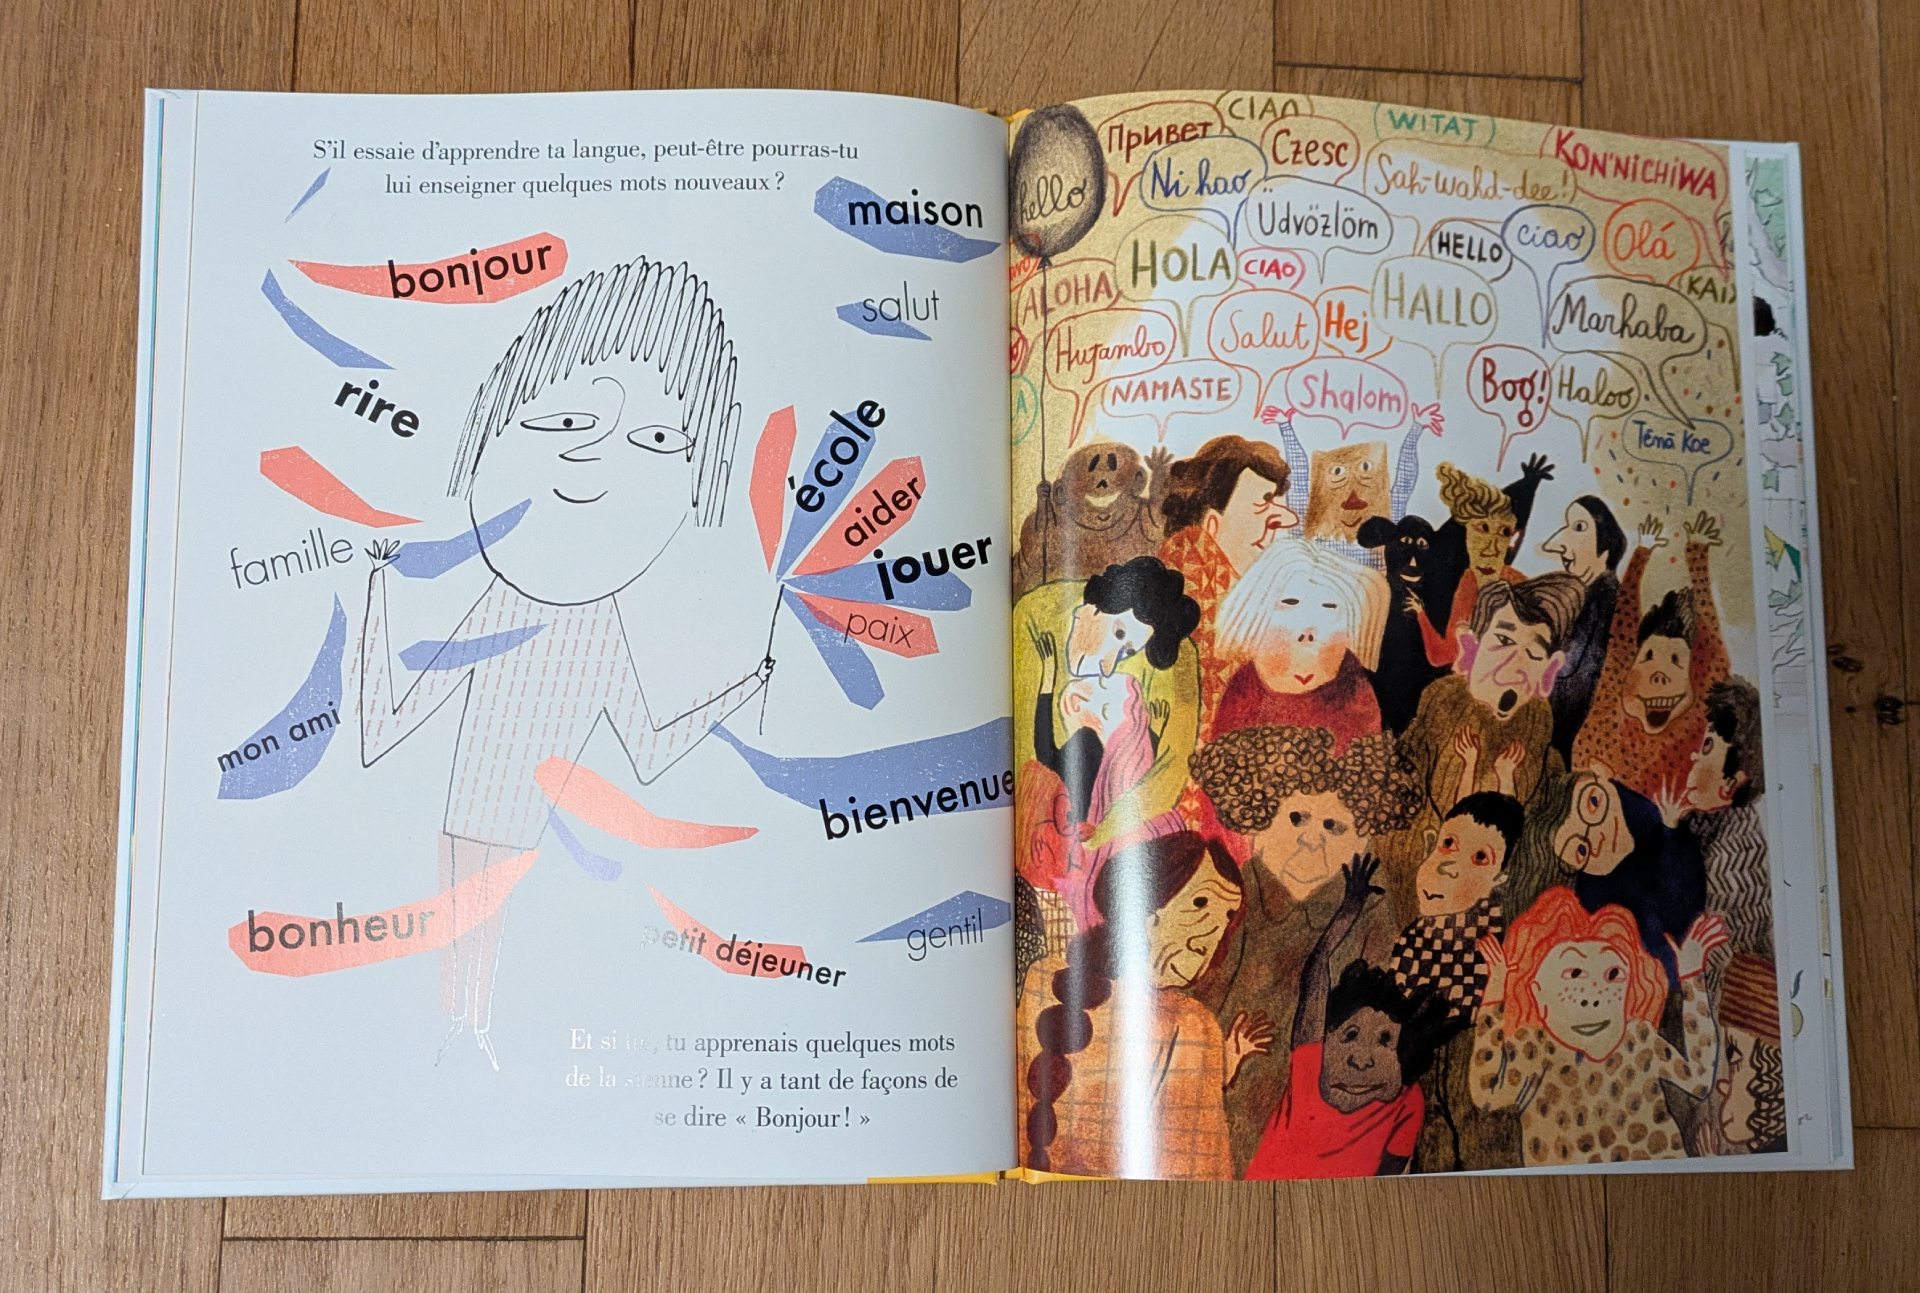 S'il essaie d'apprendre ta langue, peut-être pourras-tu
lui enseigner quelques mots nouveaux ?
maison
bonjour
salut
rire
école
aider
famille
jouer
paix
mon ami
bienvenue
bonheur
petit déjeuner
gentil
Et si tu, tu apprenais quelques mots
de la sienne ? Il y a tant de façons de
se dire « Bonjour ! »
CIAO
WITAJ
Привет
Czesc
KON'NICHIWA
hello
Ni hao
Sah-wahd-dee!
Üdvözlöm
HELLO
ciao
Olá
HOLA
CIAO
ALOHA
HALLO
KAI
Marhaba
Hujambo
Salut
Hej
NAMASTE
Shalom
Bog!
Haloo
Tēnā Koe